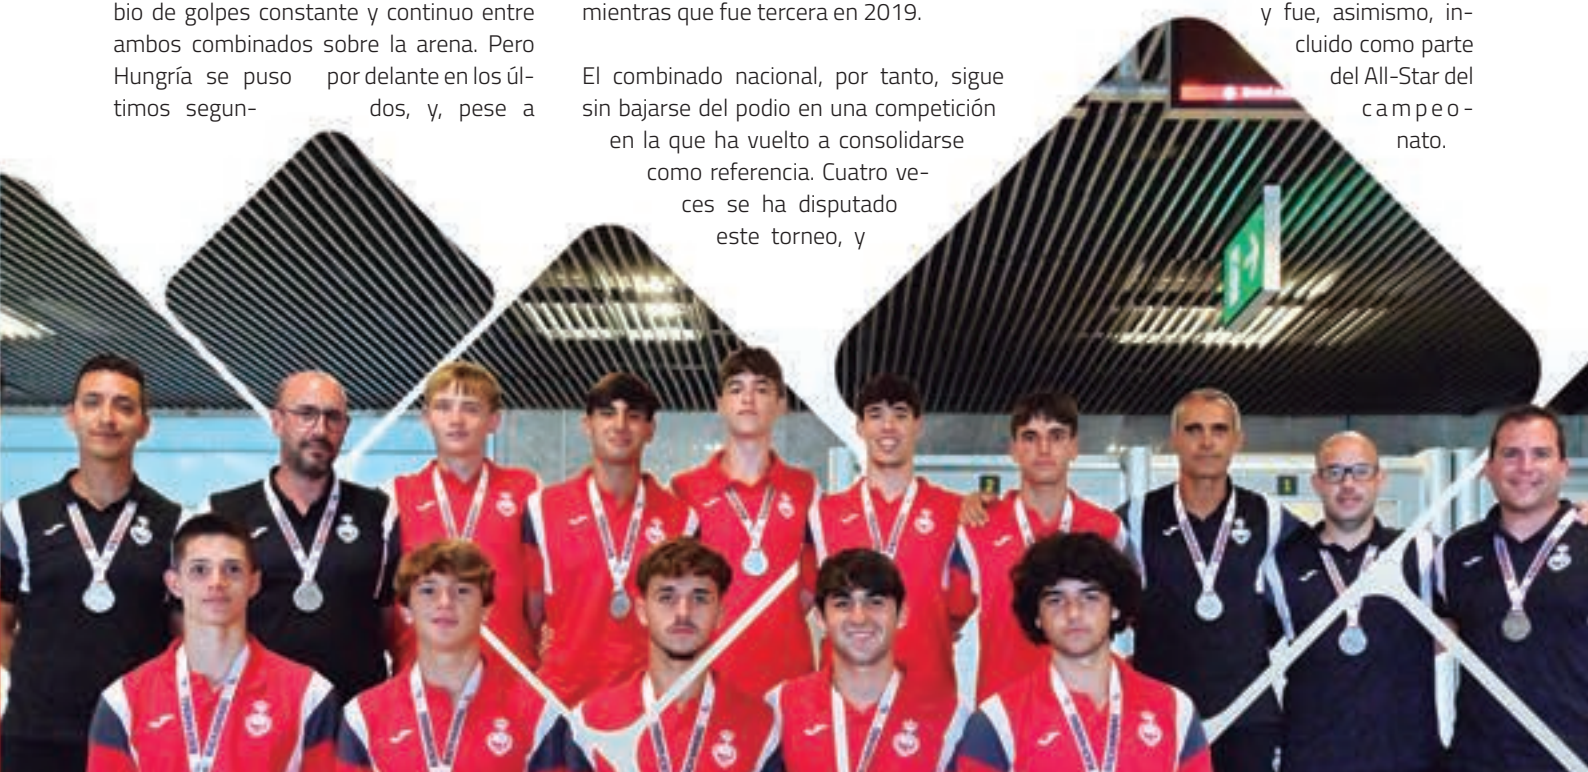 bio de golpes constante y continuo entre
ambos combinados sobre la arena. Pero
Hungría se puso por delante en los úl-
timos segun- dos, y, pese a
mientras que fue tercera en 2019.
El combinado nacional, por tanto, sigue
sin bajarse del podio en una competición
en la que ha vuelto a consolidarse
como referencia. Cuatro ve-
ces se ha disputado
este torneo, y
y fue, asimismo, in-
cluido como parte
del All-Star del
campeo-
nato.